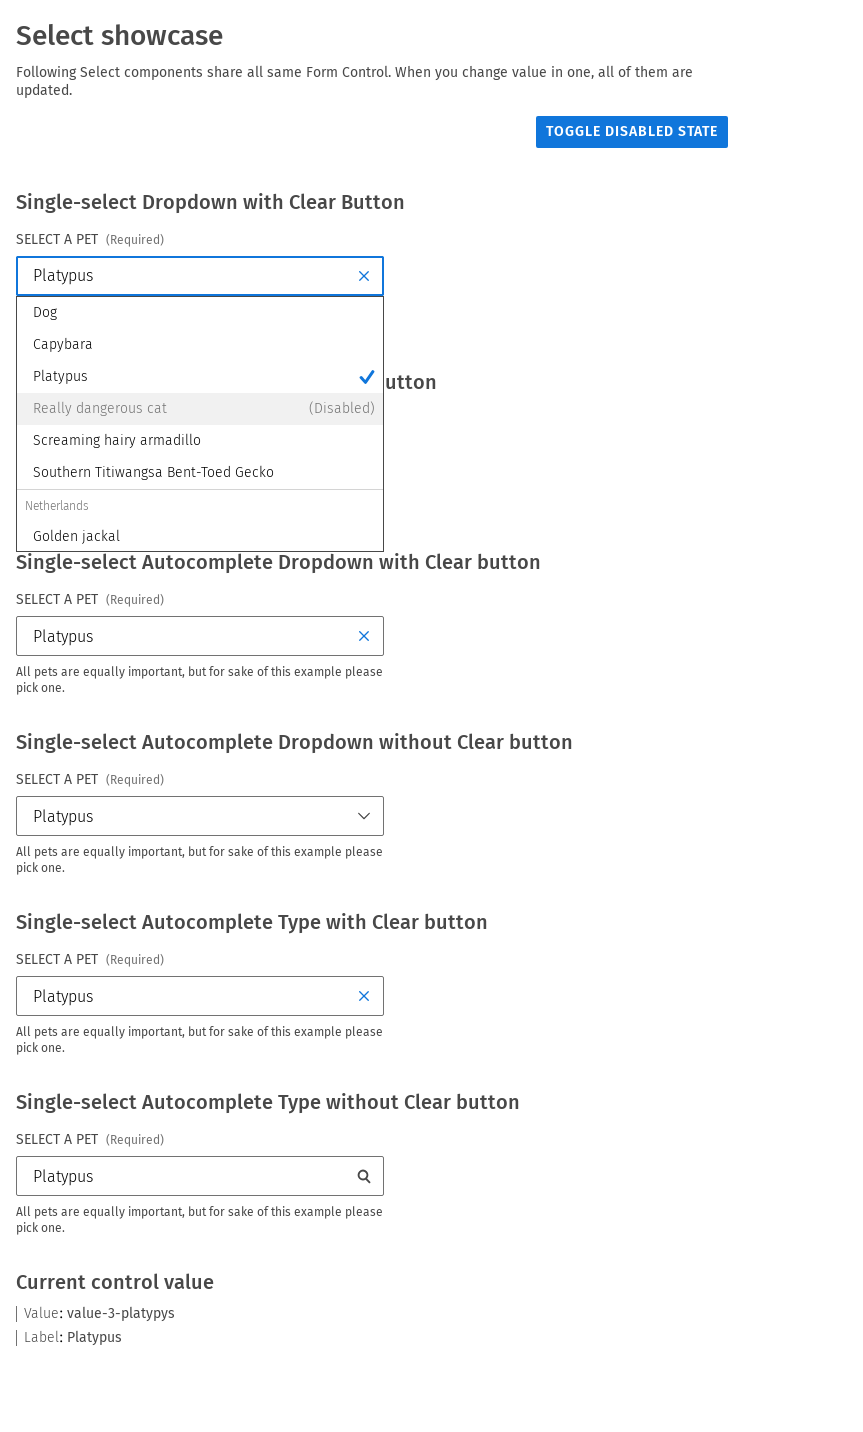 Select showcase
Following Select components share all same Form Control. When you change value in one, all of them are
updated.
TOGGLE DISABLED STATE
Single-select Dropdown with Clear Button
SELECT A PET (Required)
Platypus
Dog
Capybara
Platypus
utton
Really dangerous cat (Disabled)
Screaming hairy armadillo
Southern Titiwangsa Bent-Toed Gecko
Netherlands
Golden jackal
Single-select Autocomplete Dropdown with Clear button
SELECT A PET (Required)
Platypus
All pets are equally important, but for sake of this example please
pick one.
Single-select Autocomplete Dropdown without Clear button
SELECT A PET (Required)
Platypus
All pets are equally important, but for sake of this example please
pick one.
Single-select Autocomplete Type with Clear button
SELECT A PET (Required)
Platypus
All pets are equally important, but for sake of this example please
pick one.
Single-select Autocomplete Type without Clear button
SELECT A PET (Required)
Platypus
All pets are equally important, but for sake of this example please
pick one.
Current control value
Value: value-3-platypys
Label: Platypus